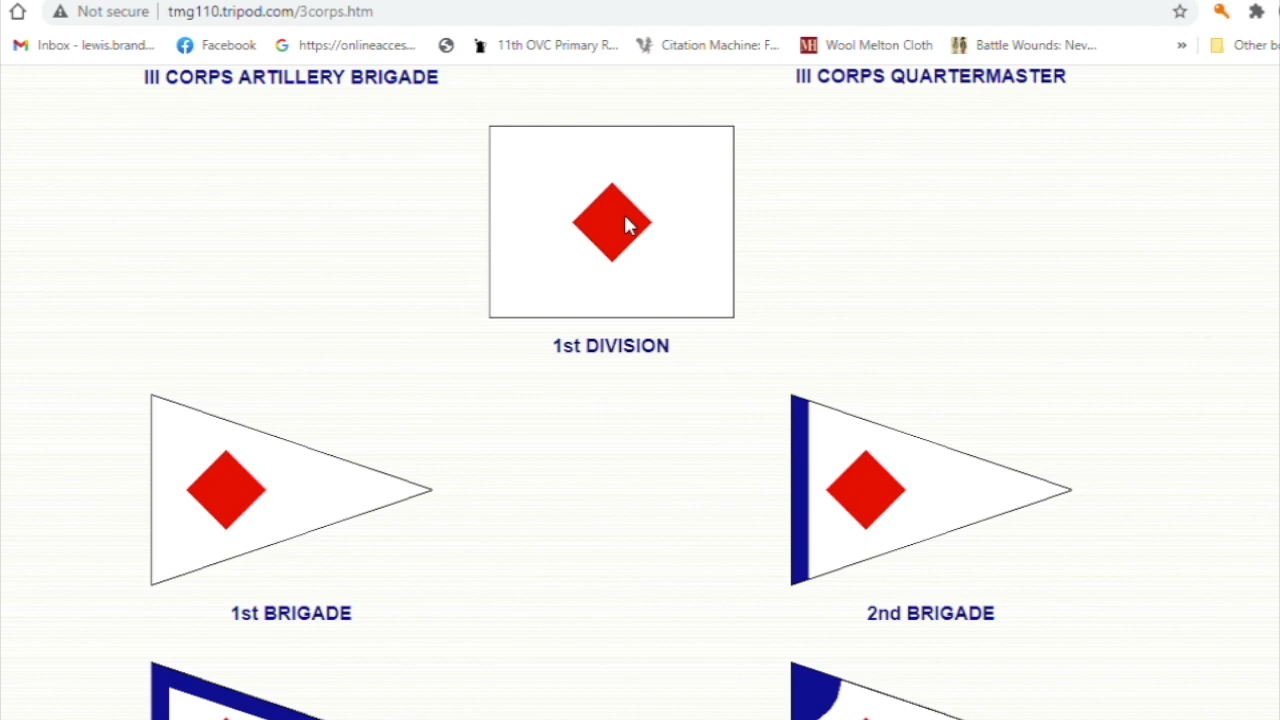 Not secure | tmg110.tripod.com/3corps.htm
Inbox - lewis.brand... Facebook https://onlineacces... 11th OVC Primary R... Citation Machine: F... MH Wool Melton Cloth Battle Wounds: Nev... » Other b
III CORPS ARTILLERY BRIGADE III CORPS QUARTERMASTER
1st DIVISION
1st BRIGADE 2nd BRIGADE